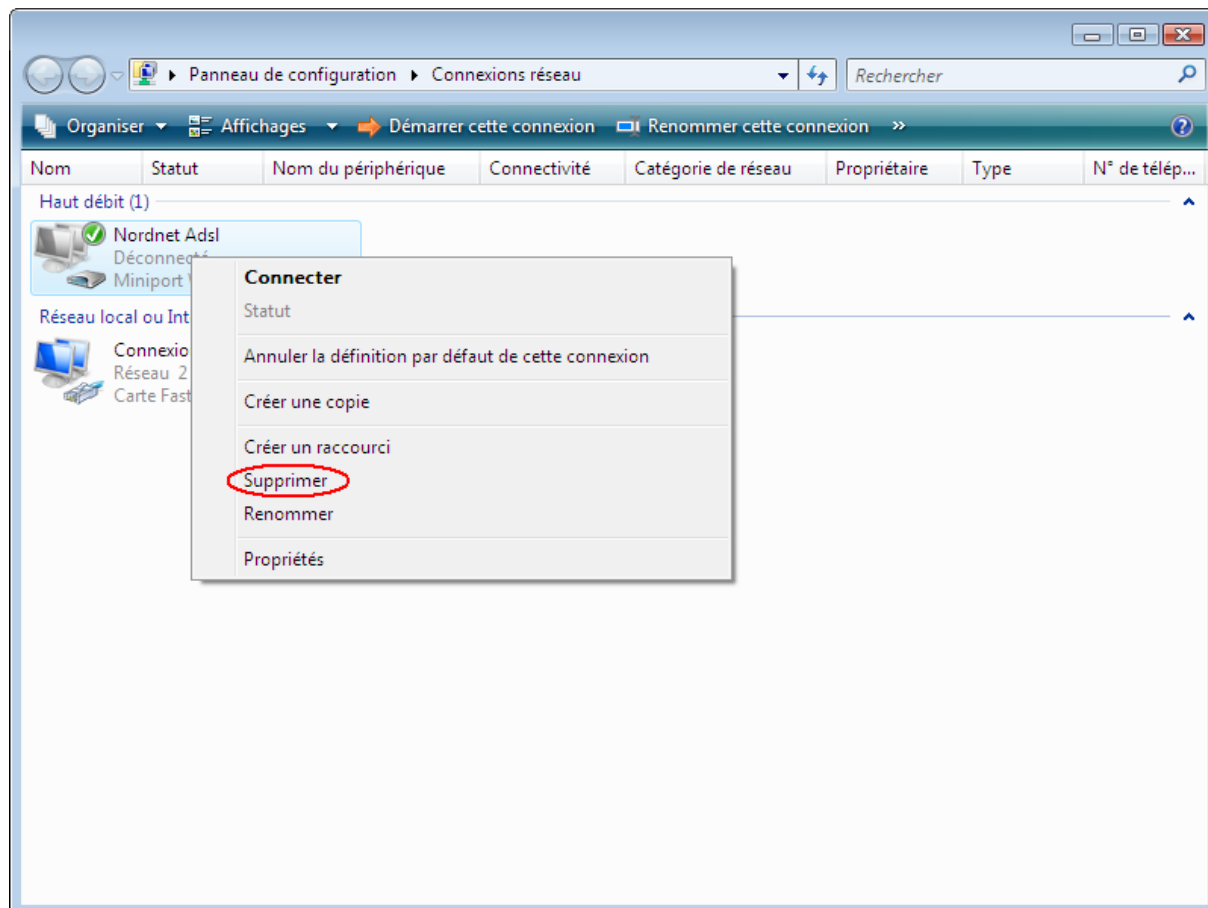 Panneau de configuration Connexions réseau Rechercher
Organiser Affichages Démarrer cette connexion Renommer cette connexion »
Nom Statut Nom du périphérique Connectivité Catégorie de réseau Propriétaire Type N° de télép...
Haut débit (1)
Nordnet Adsl
Déconnecté
Miniport
Connecter
Statut
Annuler la définition par défaut de cette connexion
Créer une copie
Créer un raccourci
Supprimer
Renommer
Propriétés
Réseau local ou Int
Connexio
Réseau 2
Carte Fast